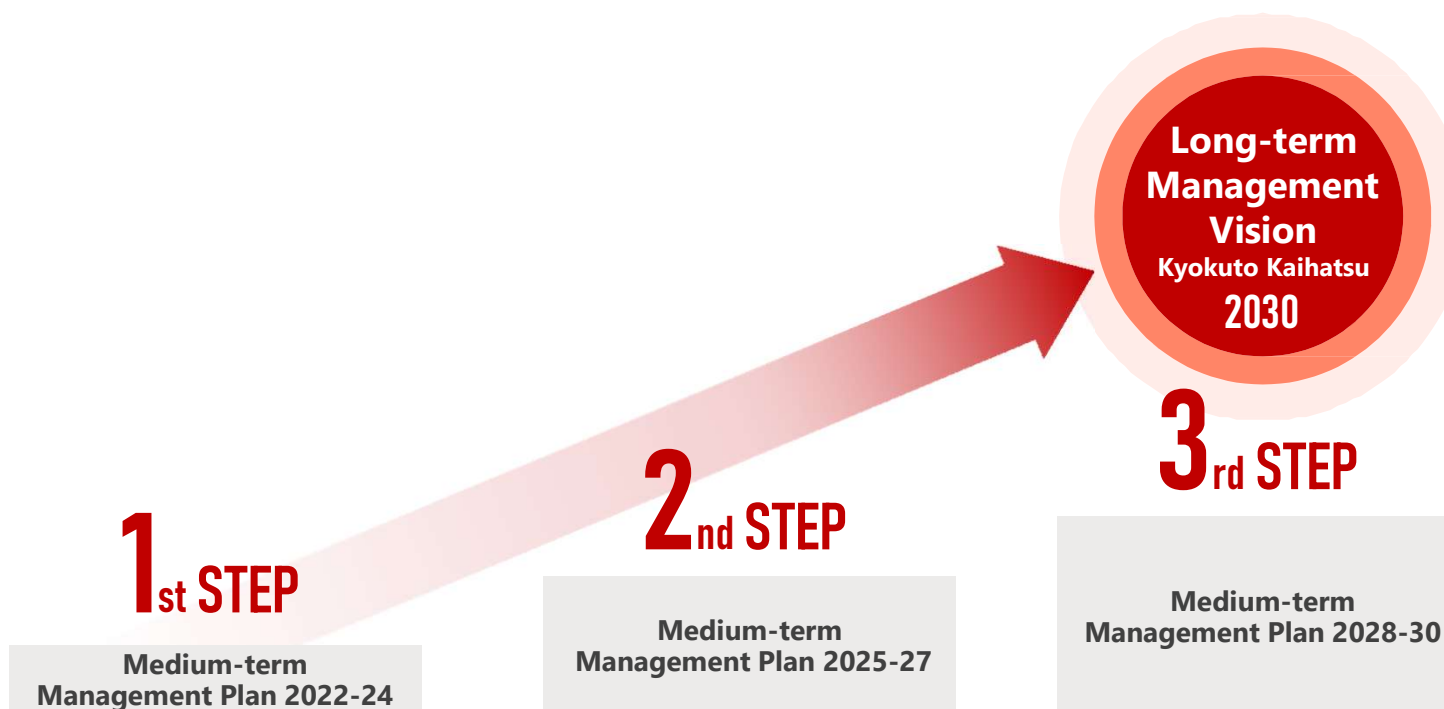 Long-term
Management
Vision
Kyokuto Kaihatsu
2030
1st STEP
Medium-term
Management Plan 2022-24
2nd STEP
Medium-term
Management Plan 2025-27
3rd STEP
Medium-term
Management Plan 2028-30